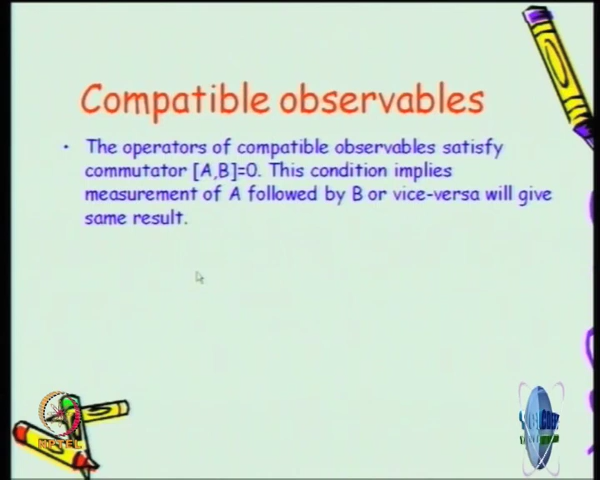 Compatible observables
• The operators of compatible observables satisfy
commutator [A,B]=0. This condition implies
measurement of A followed by B or vice-versa will give
same result.
NPTEL